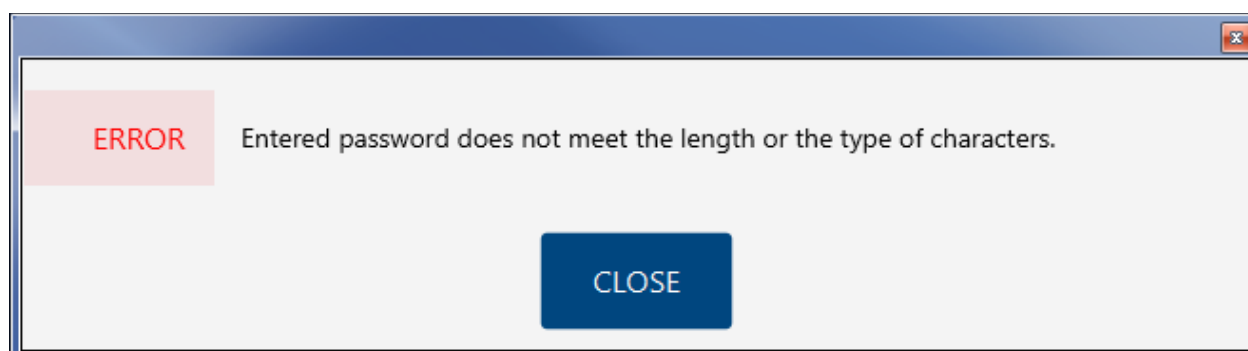 ERROR Entered password does not meet the length or the type of characters.
CLOSE